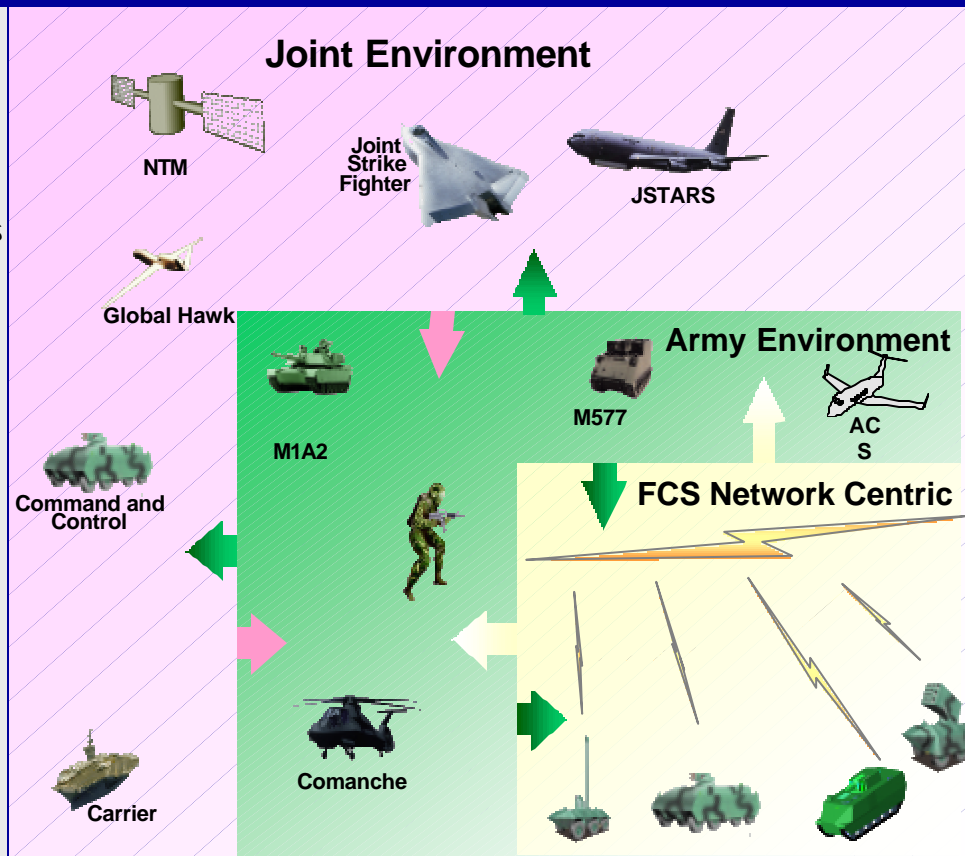 Joint Environment
NTM
Joint
Strike
Fighter
JSTARS
s
Global Hawk
Army Environment
M1A2
M577
AC
S
Command and
Control
FCS Network Centric
Comanche
Carrier